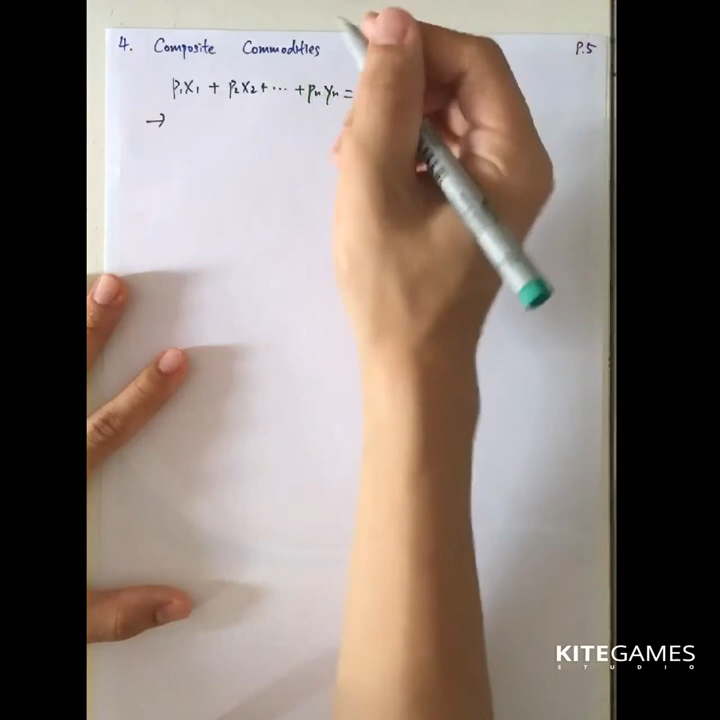 4. Composite Commodities
P.5
p₁x₁ + p₂x₂ + ... + pₙyₙ =
→
KITEGAMES
STUDIO